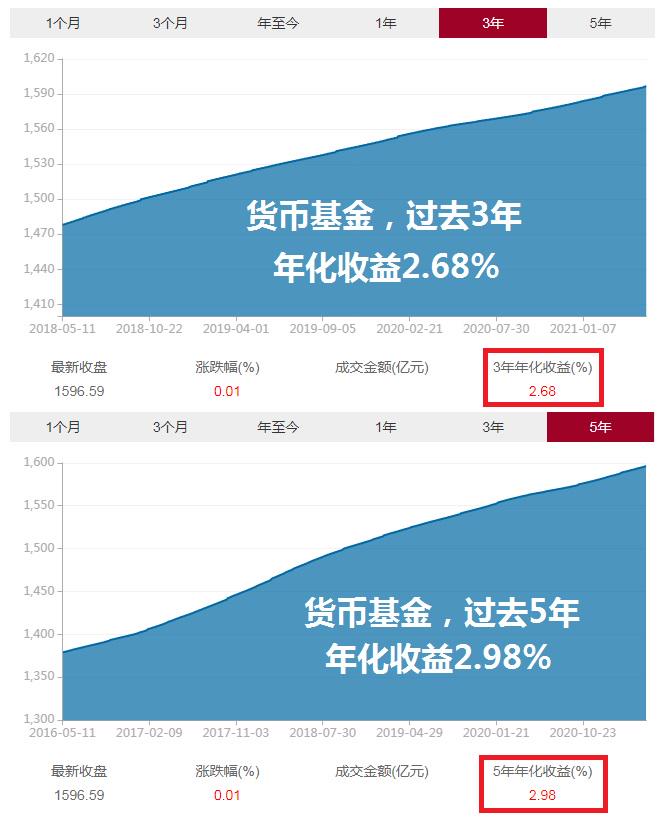 1个月 3个月 年至今 1年 3年 5年
1,620
1,590
1,560
1,530
1,500
1,470
1,440
1,410
货币基金，过去3年
年化收益2.68%
2018-05-11 2018-10-22 2019-04-01 2019-09-05 2020-02-21 2020-07-30 2021-01-07
最新收盘 涨跌幅(%) 成交金额(亿元) 3年年化收益(%)
1596.59 0.01 2.68
1个月 3个月 年至今 1年 3年 5年
1,600
1,550
1,500
1,450
1,400
1,350
1,300
货币基金，过去5年
年化收益2.98%
2016-05-11 2017-02-09 2017-11-03 2018-07-30 2019-04-29 2020-01-21 2020-10-23
最新收盘 涨跌幅(%) 成交金额(亿元) 5年年化收益(%)
1596.59 0.01 2.98